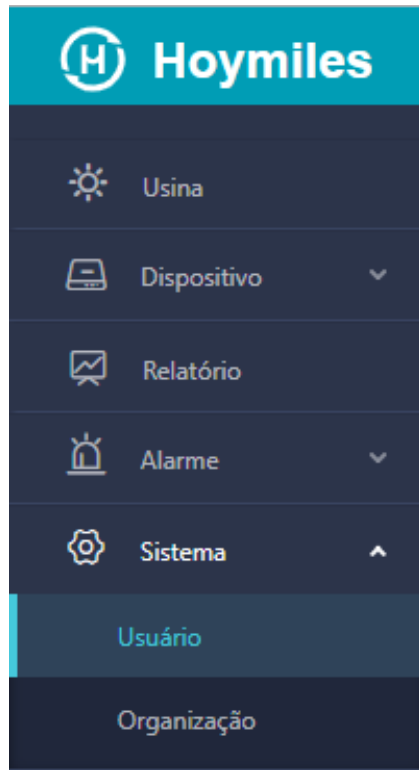 Hoymiles
Usina
Dispositivo
Relatório
Alarme
Sistema
Usuário
Organização